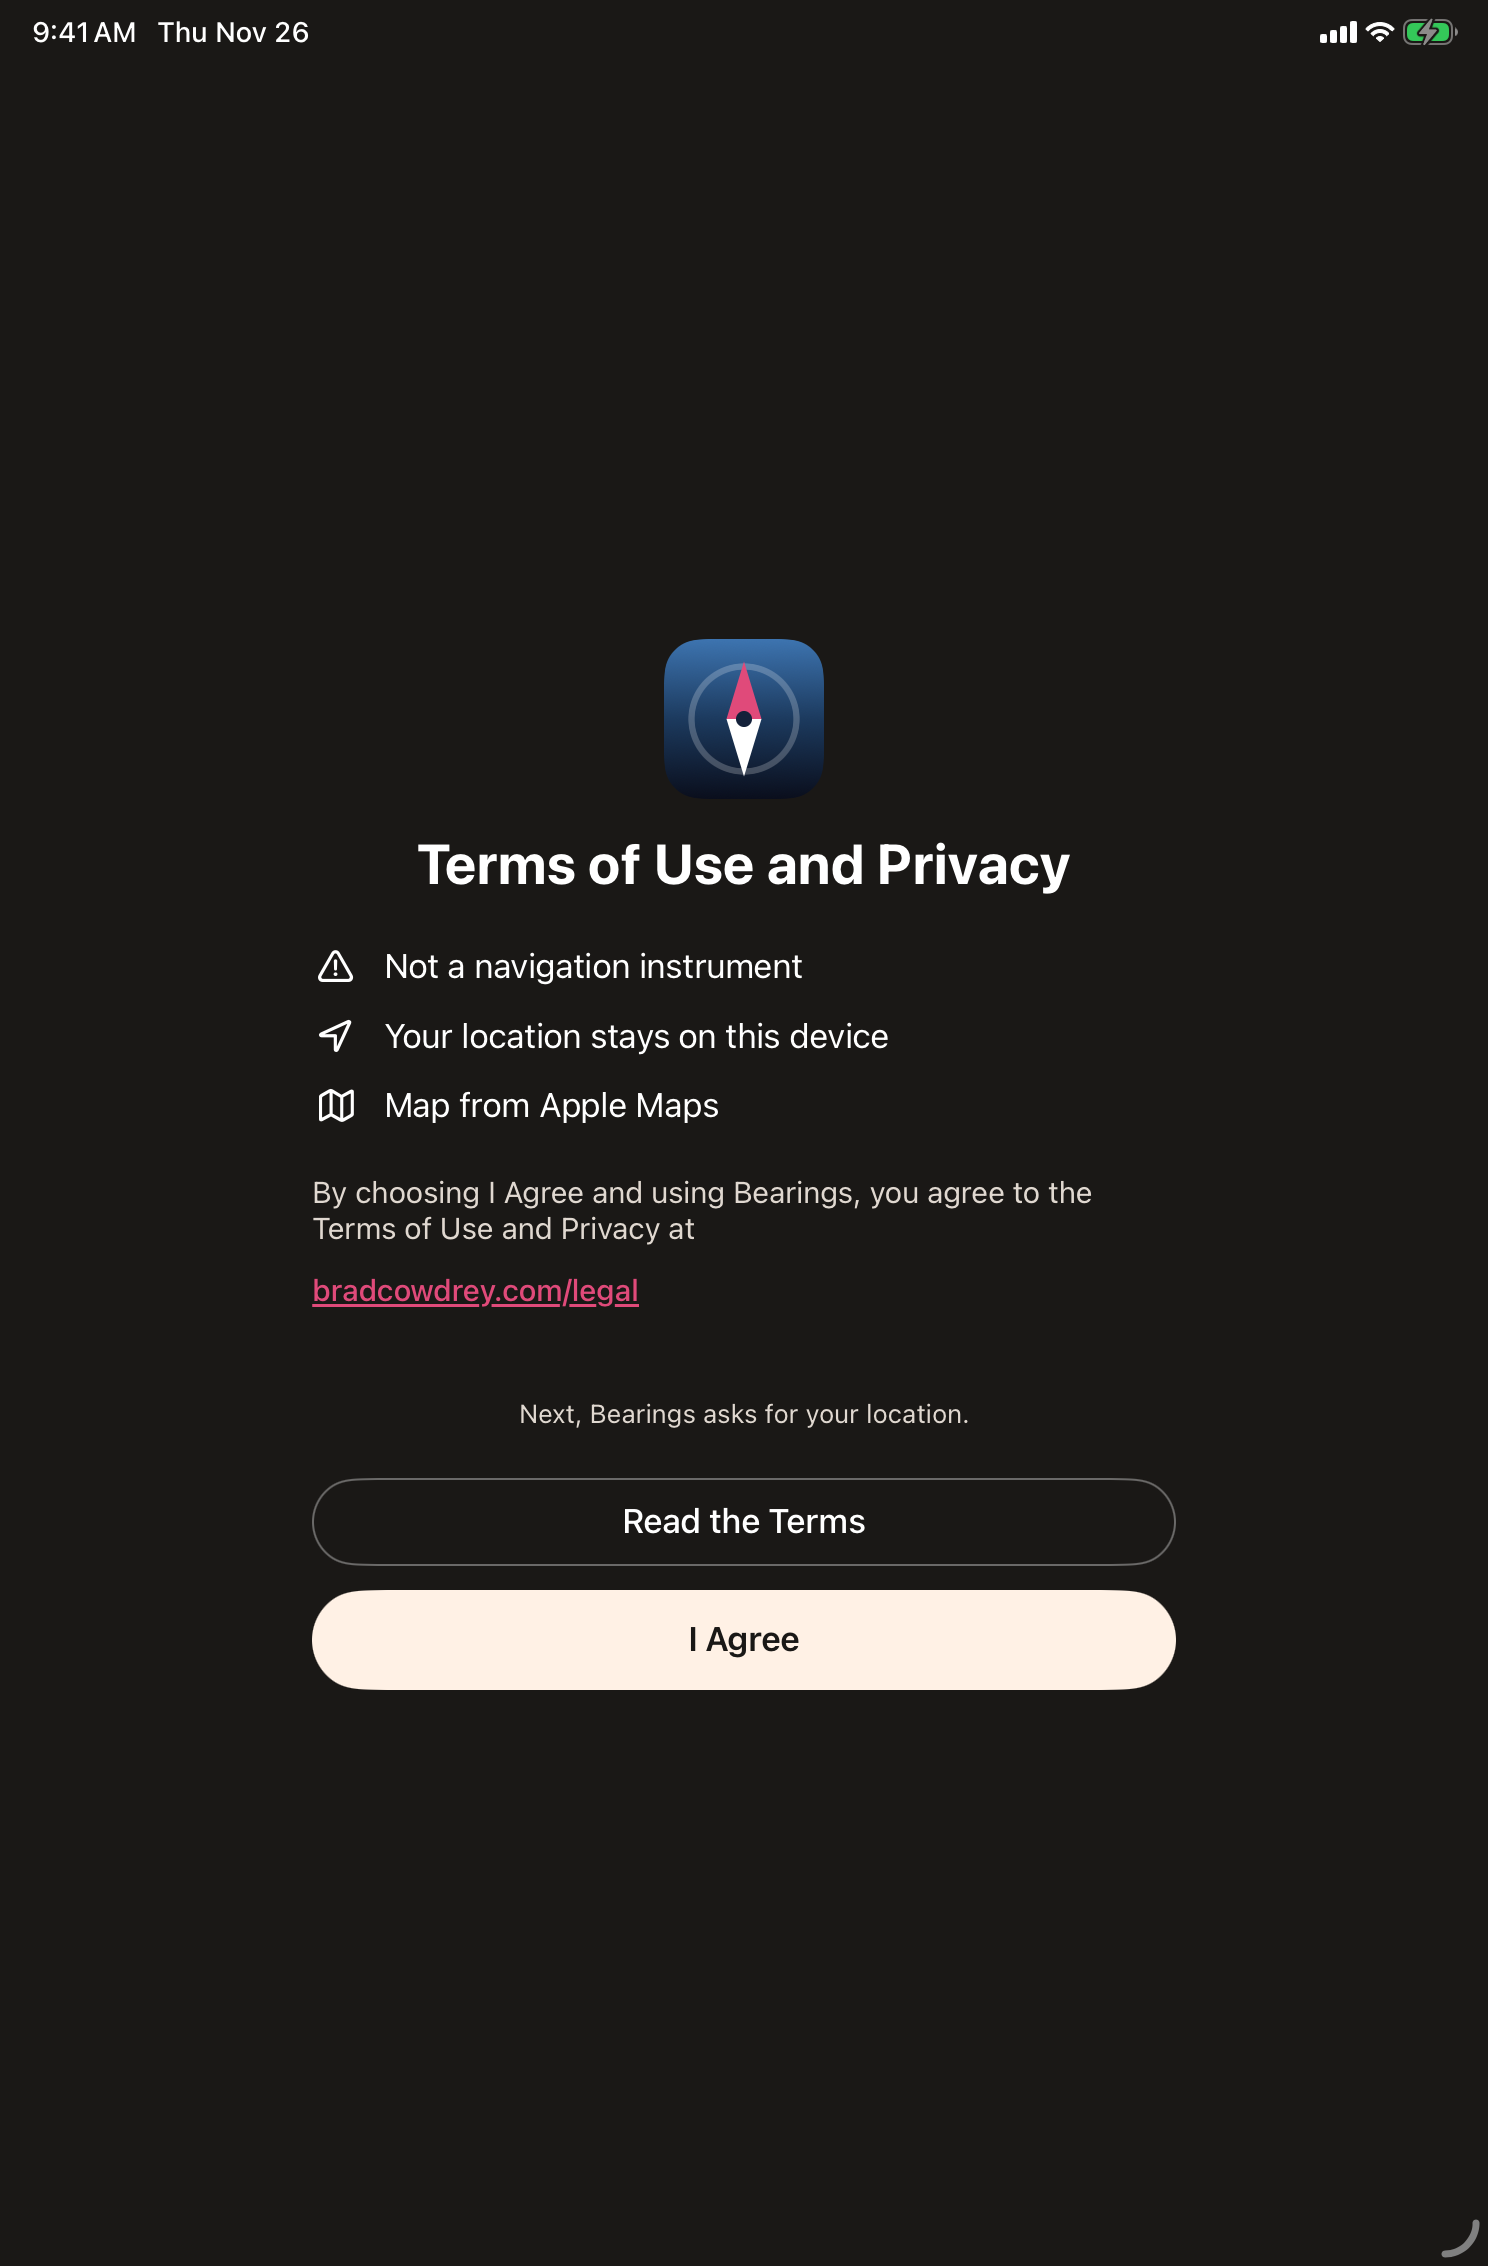 9:41 AM Thu Nov 26
Terms of Use and Privacy
Not a navigation instrument
Your location stays on this device
Map from Apple Maps
By choosing I Agree and using Bearings, you agree to the
Terms of Use and Privacy at
bradcowdrey.com/legal
Next, Bearings asks for your location.
Read the Terms
I Agree